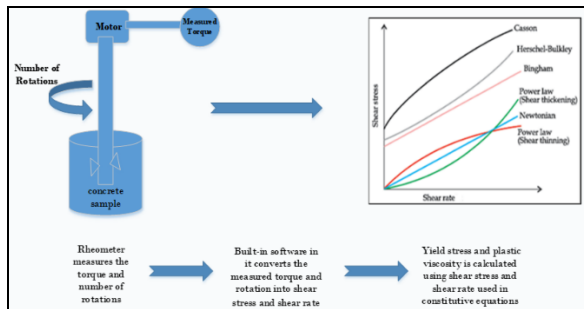 Motor
Measured
Torque
Number of
Rotations
concrete
sample
Casson
Herschel-Bulkley
Bingham
Power law
(Shear thickening)
Newtonian
Power law
(Shear thinning)
Shear stress
Shear rate
Rheometer
measures the
torque and
number of
rotations
Built-in software in
it converts the
measured torque and
rotation into shear
stress and shear rate
Yield stress and plastic
viscosity is calculated
using shear stress and
shear rate used in
constitutive equations